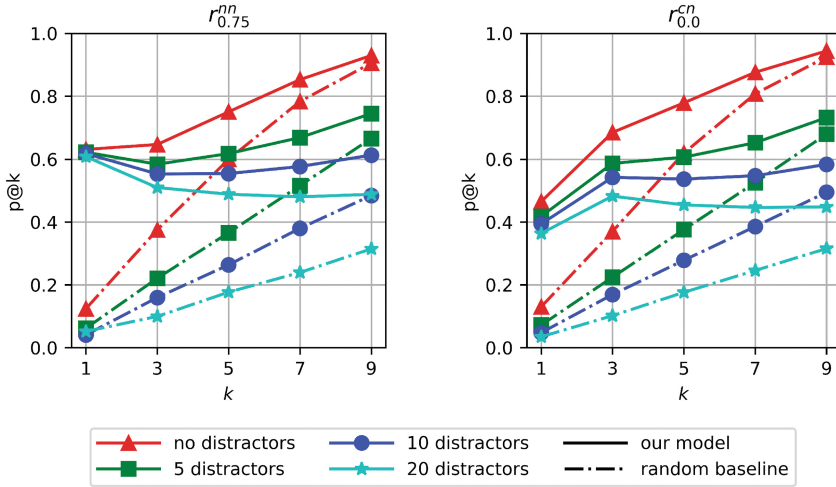 r^{nn}_{0.75}
1.0
0.8
0.6
0.4
0.2
0.0
p@k
1 3 5 7 9
k
r^{cn}_{0.0}
1.0
0.8
0.6
0.4
0.2
0.0
p@k
1 3 5 7 9
k
no distractors 10 distractors our model
5 distractors 20 distractors random baseline